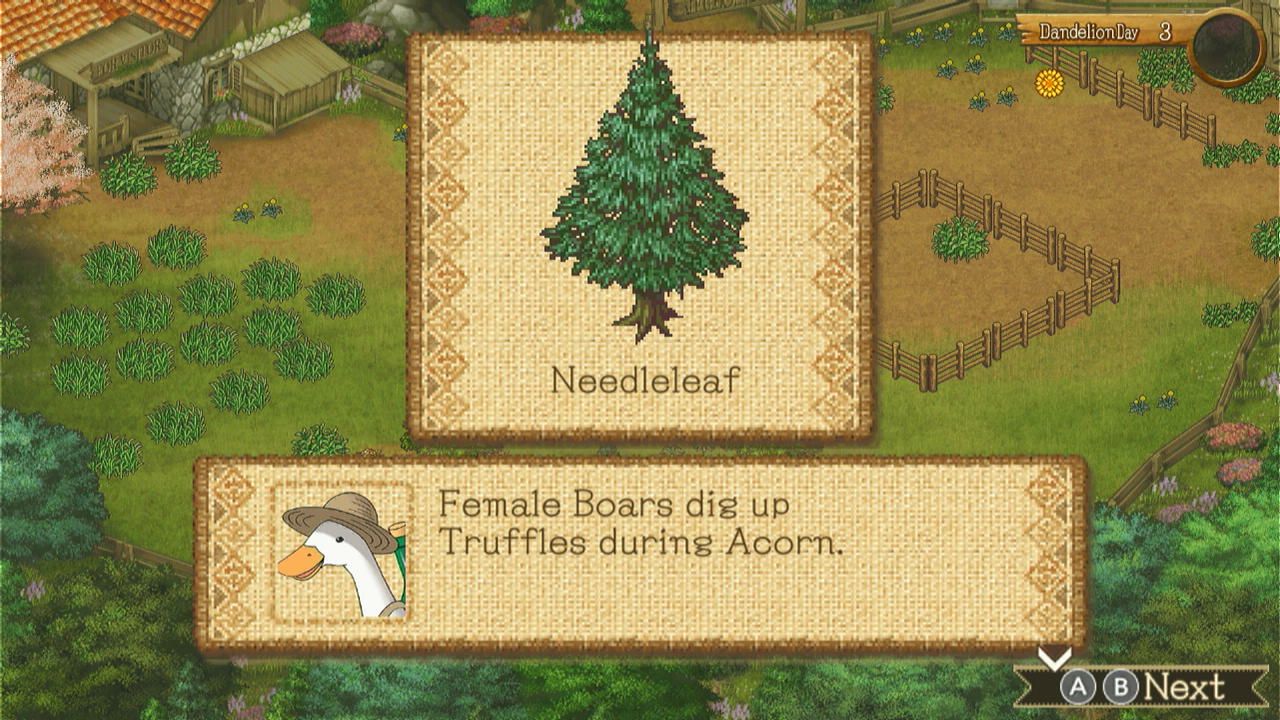 DandelionDay 3
Needleleaf
Female Boars dig up
Truffles during Acorn.
A B Next